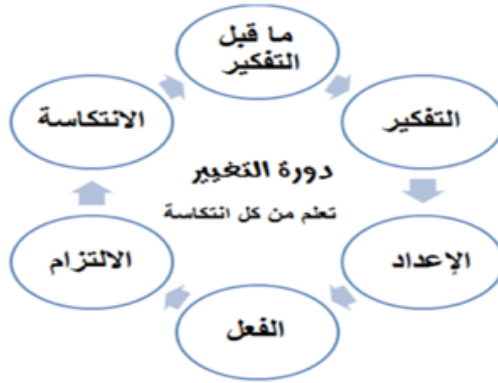 ما قبل
التفكير
التفكير
الإعداد
الفعل
الالتزام
الانتكاسة
دورة التغيير
تعلم من كل انتكاسة